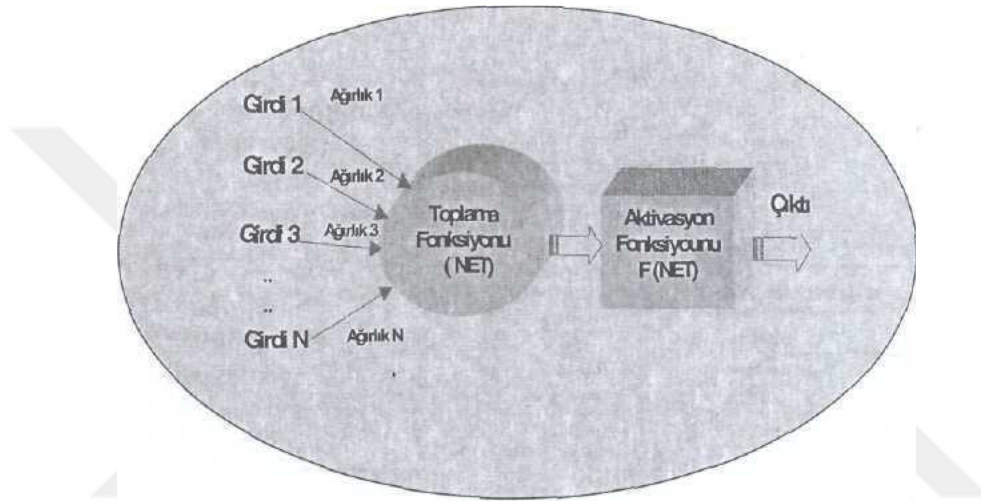 Girdi 1
Ağırlık 1
Girdi 2
Ağırlık 2
Girdi 3
Ağırlık 3
..
..
Girdi N
Ağırlık N
Toplama
Fonksiyonu
( NET)
Aktivasyon
Fonksiyounu
F (NET)
Çıktı